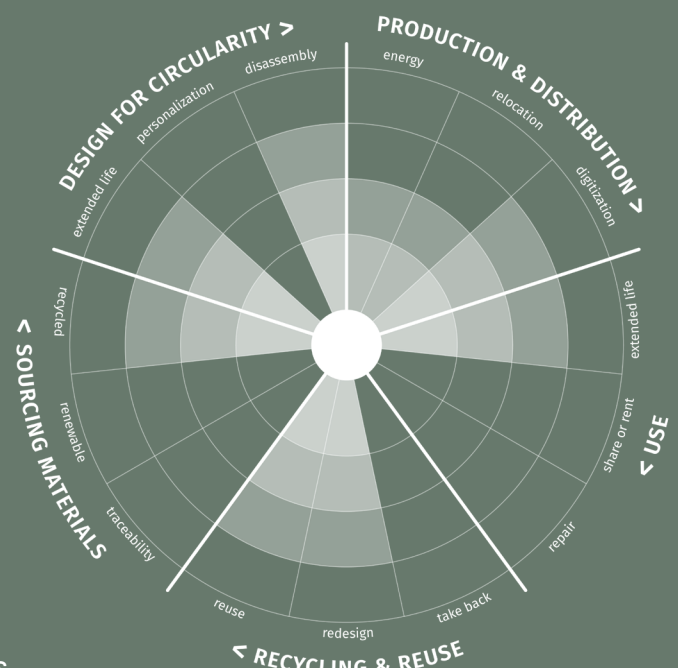 DESIGN FOR CIRCULARITY >
extended life
personalization
disassembly
PRODUCTION & DISTRIBUTION >
energy
relocation
digitization
extended life
share or rent
repair
< USE
take back
redesign
reuse
< RECYCLING & REUSE
traceability
renewable
recycled
< SOURCING MATERIALS